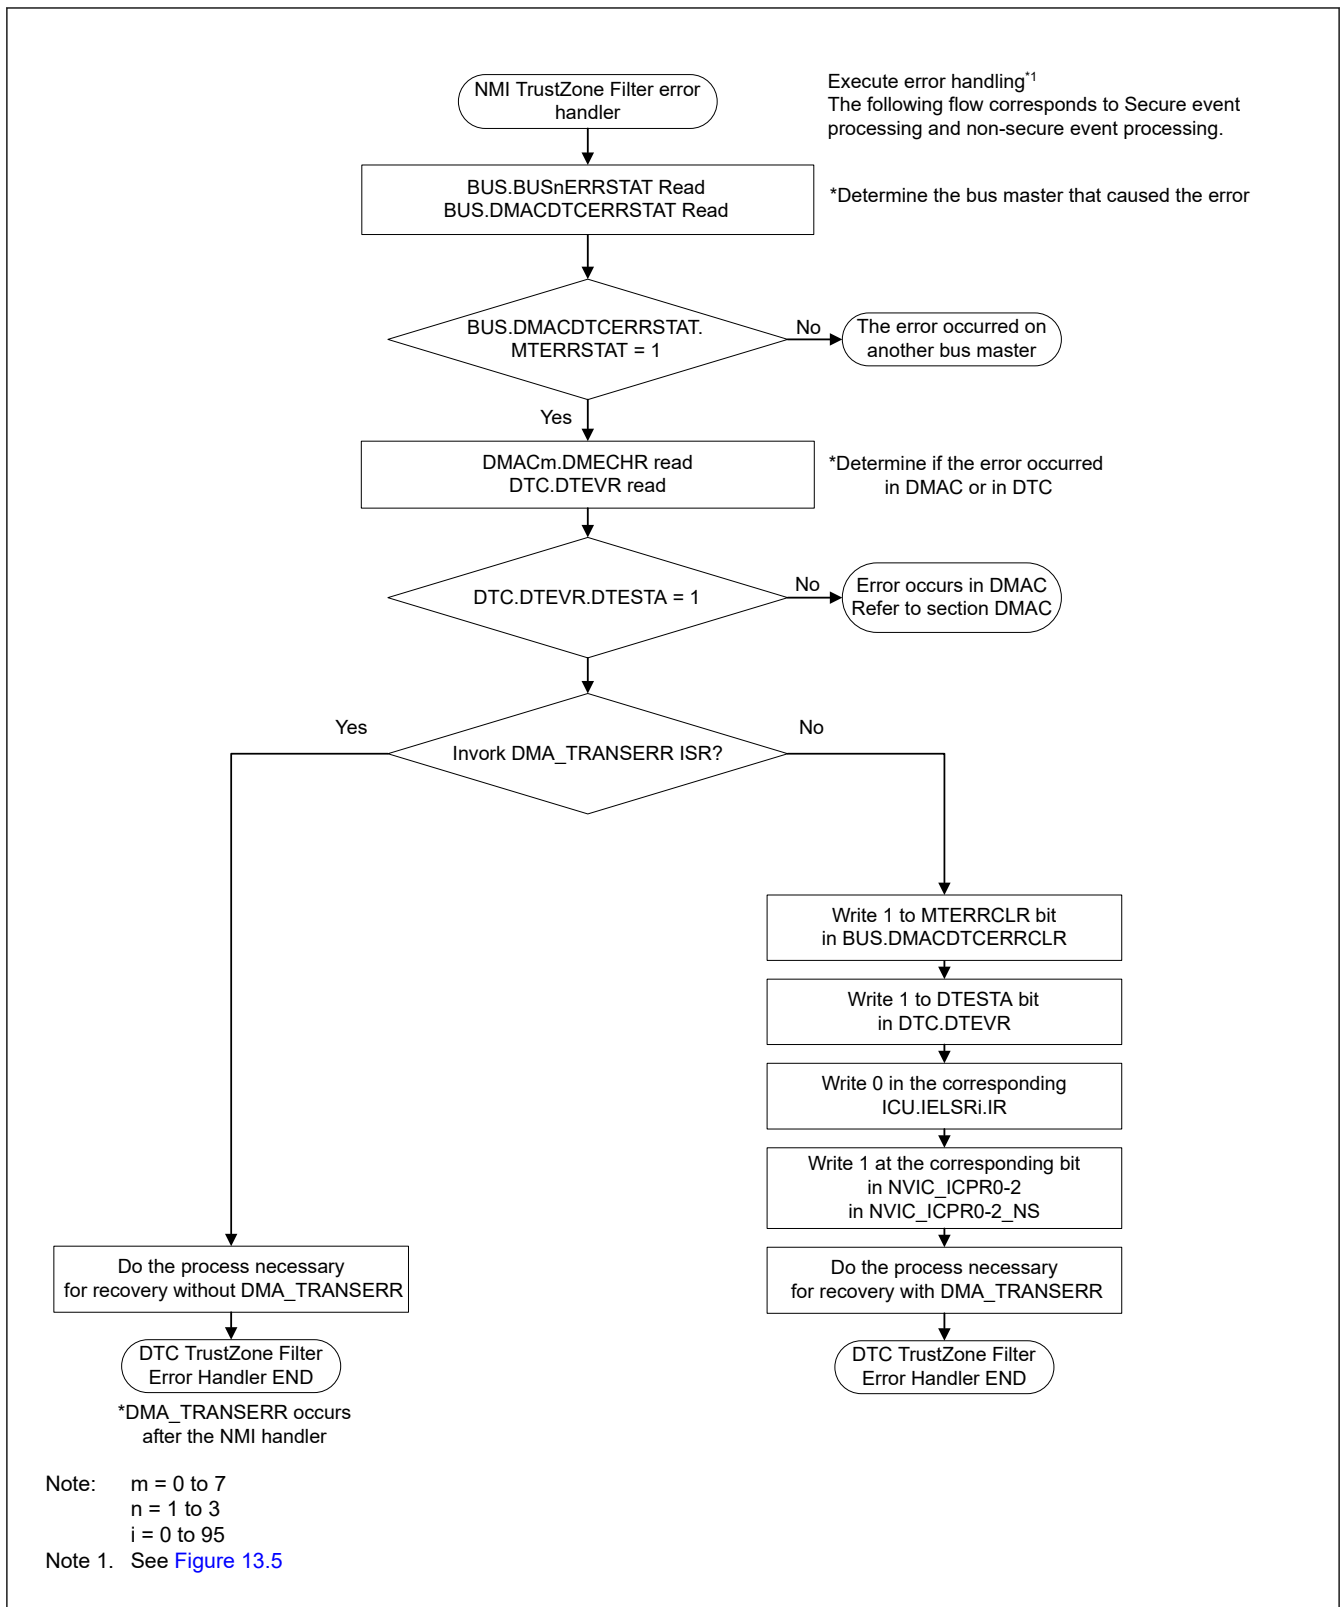 NMI TrustZone Filter error
handler
Execute error handling*1
The following flow corresponds to Secure event
processing and non-secure event processing.
BUS.BUSnERRSTAT Read
BUS.DMACDTCERRSTAT Read
*Determine the bus master that caused the error
BUS.DMACDTCERRSTAT.
MTERRSTAT = 1
No
The error occurred on
another bus master
Yes
DMACm.DMECHR read
DTC.DTEVR read
*Determine if the error occurred
in DMAC or in DTC
DTC.DTEVR.DTESTA = 1
No
Error occurs in DMAC
Refer to section DMAC
Yes
Invork DMA_TRANSERR ISR?
No
Write 1 to MTERRCLR bit
in BUS.DMACDTCERRCLR
Write 1 to DTESTA bit
in DTC.DTEVR
Write 0 in the corresponding
ICU.IELSRi.IR
Write 1 at the corresponding bit
in NVIC_ICPR0-2
in NVIC_ICPR0-2_NS
Do the process necessary
for recovery without DMA_TRANSERR
Do the process necessary
for recovery with DMA_TRANSERR
DTC TrustZone Filter
Error Handler END
DTC TrustZone Filter
Error Handler END
*DMA_TRANSERR occurs
after the NMI handler
Note: m = 0 to 7
n = 1 to 3
i = 0 to 95
Note 1. See Figure 13.5